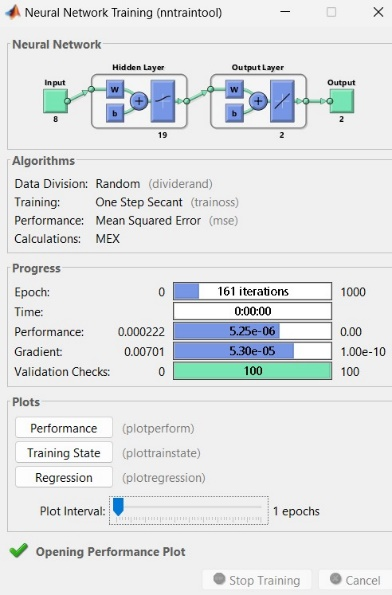 Neural Network Training (nntraintool)
Neural Network
Hidden Layer
Output Layer
Input
Output
W
W
b
b
+
+
8
2
19
2
Algorithms
Data Division: Random (dividerand)
Training: One Step Secant (trainoss)
Performance: Mean Squared Error (mse)
Calculations: MEX
Progress
Epoch: 0 161 iterations 1000
Time: 0:00:00
Performance: 0.000222 5.25e-06 0.00
Gradient: 0.00701 5.30e-05 1.00e-10
Validation Checks: 0 100 100
Plots
Performance (plotperform)
Training State (plottrainstate)
Regression (plotregression)
Plot Interval: 1 epochs
Opening Performance Plot
Stop Training Cancel